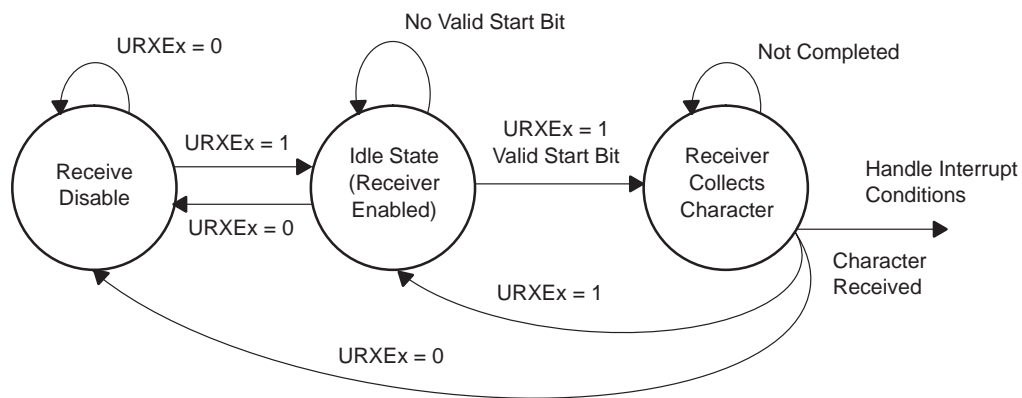 No Valid Start Bit
URXEx = 0
Not Completed
URXEx = 1
URXEx = 1
Valid Start Bit
Receive
Disable
Idle State
(Receiver
Enabled)
Receiver
Collects
Character
Handle Interrupt
Conditions
URXEx = 0
Character
Received
URXEx = 1
URXEx = 0